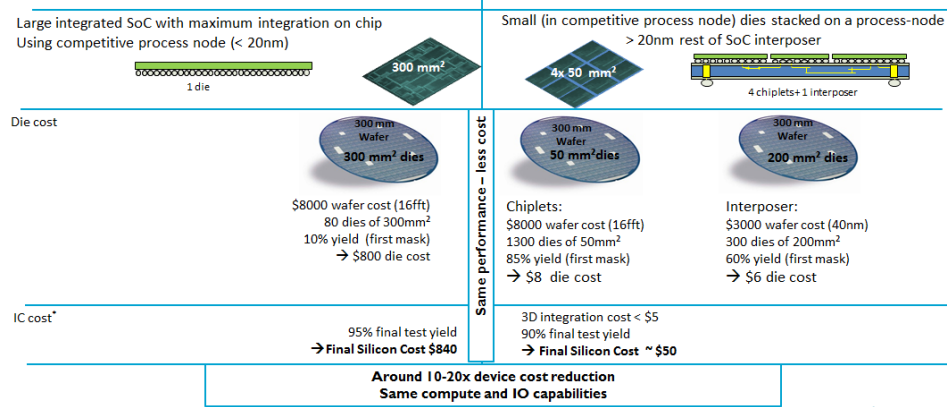 Large integrated SoC with maximum integration on chip
Using competitive process node (< 20nm)
1 die
300 mm²
Small (in competitive process node) dies stacked on a process-node
> 20nm rest of SoC interposer
4x 50 mm²
4 chiplets+ 1 interposer
Die cost
300 mm
Wafer
300 mm² dies
$8000 wafer cost (16fft)
80 dies of 300mm²
10% yield (first mask)
→ $800 die cost
Same performance – less cost
300 mm
Wafer
50 mm² dies
Chiplets:
$8000 wafer cost (16fft)
1300 dies of 50mm²
85% yield (first mask)
→ $8 die cost
300 mm
Wafer
200 mm² dies
Interposer:
$3000 wafer cost (40nm)
300 dies of 200mm²
60% yield (first mask)
→ $6 die cost
IC cost*
95% final test yield
→Final Silicon Cost $840
3D integration cost < $5
90% final test yield
→ Final Silicon Cost ~ $50
Around 10-20x device cost reduction
Same compute and IO capabilities